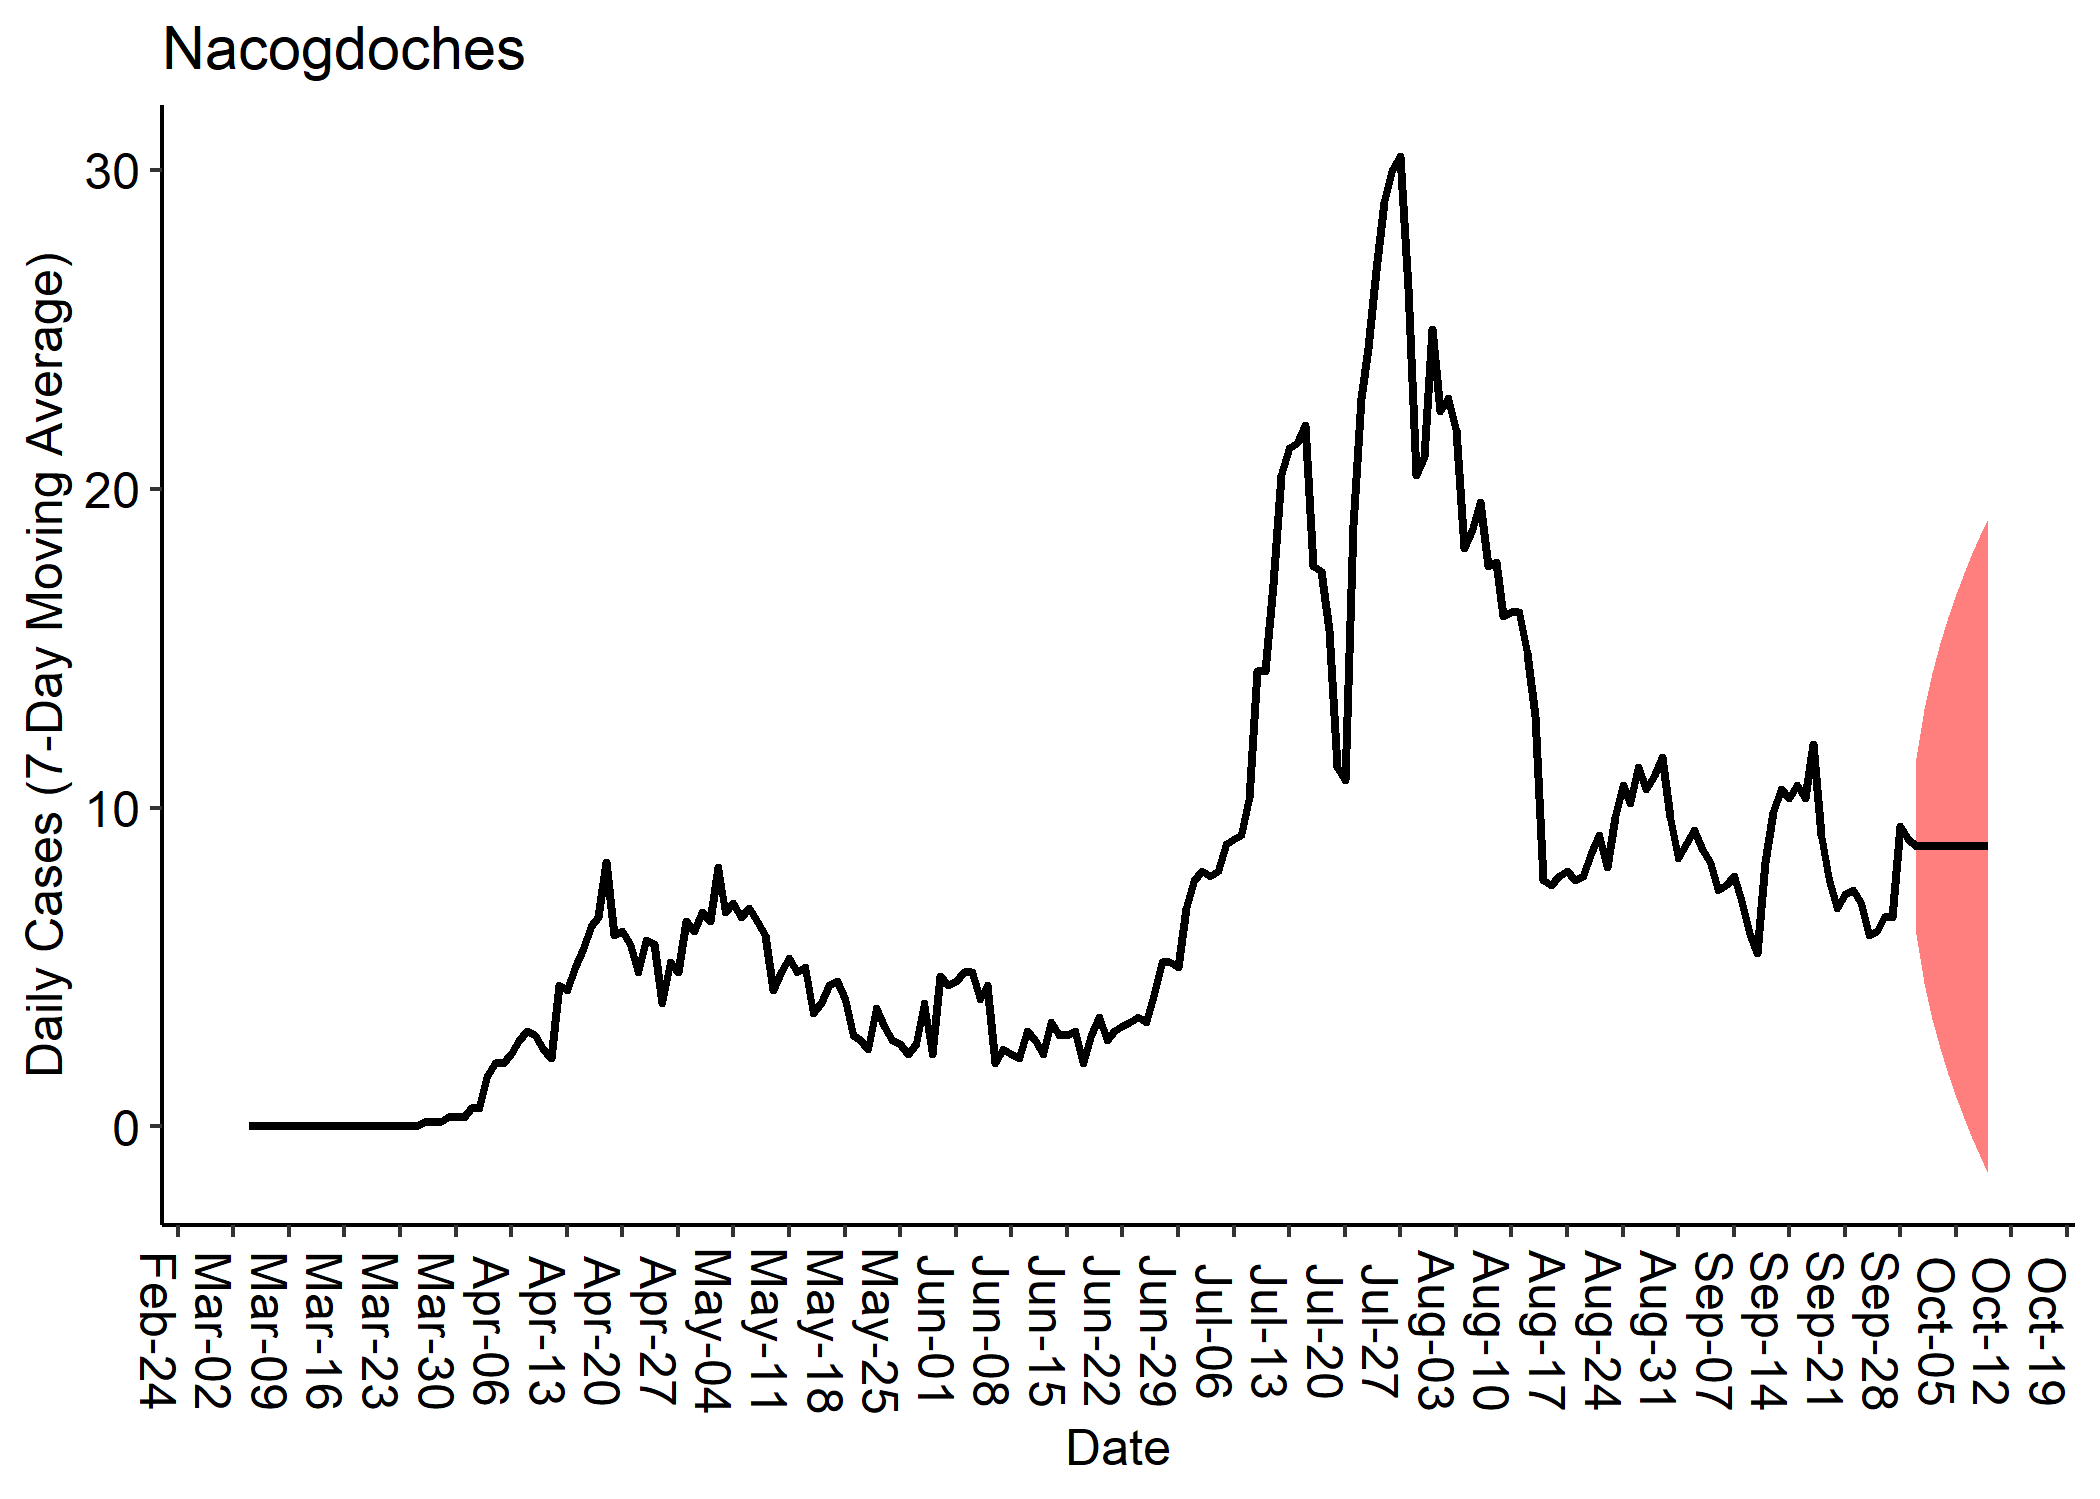 Nacogdoches
Daily Cases (7-Day Moving Average)
30
20
10
0
Feb-24
Mar-02
Mar-09
Mar-16
Mar-23
Mar-30
Apr-06
Apr-13
Apr-20
Apr-27
May-04
May-11
May-18
May-25
Jun-01
Jun-08
Jun-15
Jun-22
Jun-29
Jul-06
Jul-13
Jul-20
Jul-27
Aug-03
Aug-10
Aug-17
Aug-24
Aug-31
Sep-07
Sep-14
Sep-21
Sep-28
Oct-05
Oct-12
Oct-19
Date